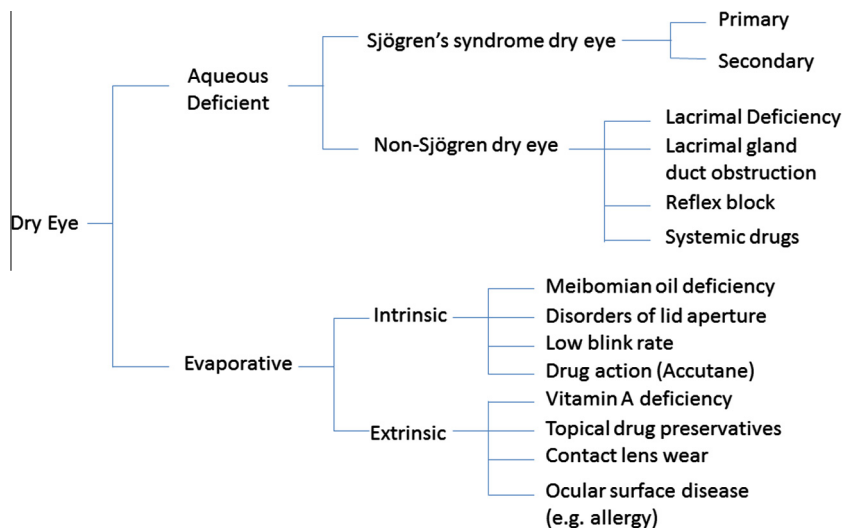 Dry Eye
Aqueous
Deficient
Sjögren's syndrome dry eye
Primary
Secondary
Non-Sjögren dry eye
Lacrimal Deficiency
Lacrimal gland
duct obstruction
Reflex block
Systemic drugs
Evaporative
Intrinsic
Meibomian oil deficiency
Disorders of lid aperture
Low blink rate
Drug action (Accutane)
Extrinsic
Vitamin A deficiency
Topical drug preservatives
Contact lens wear
Ocular surface disease
(e.g. allergy)